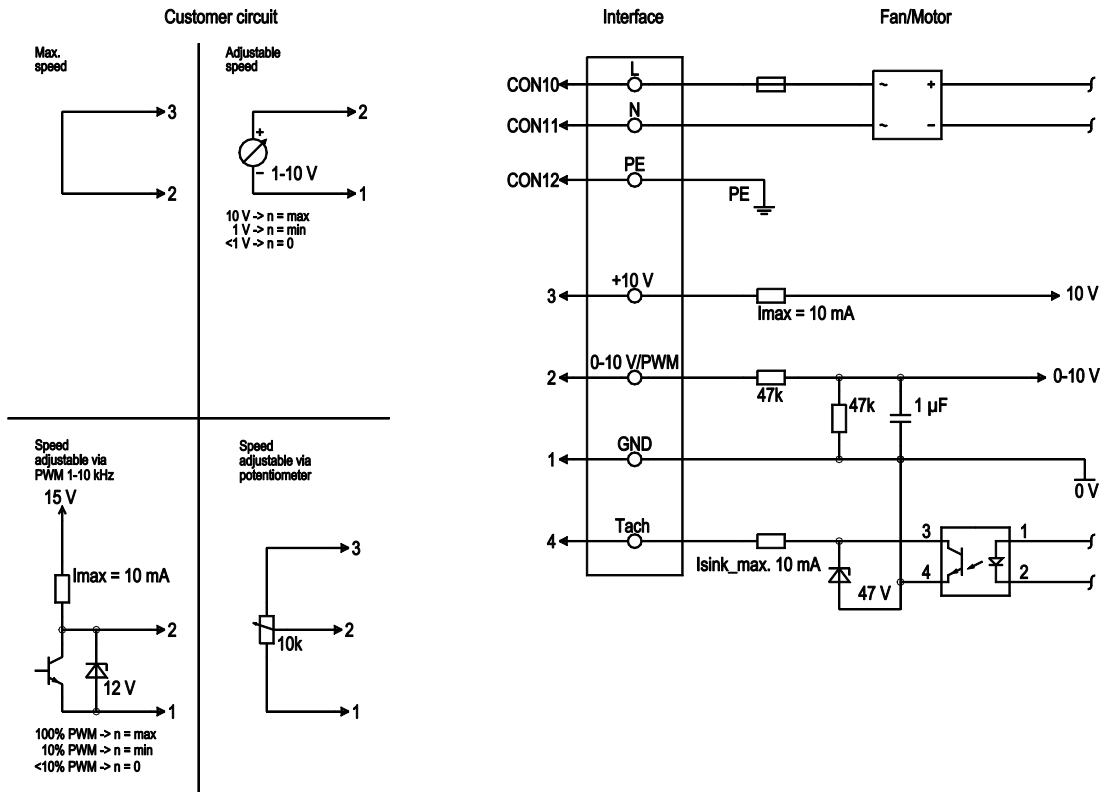 Customer circuit
Max.
speed
3
2
Adjustable
speed
2
+
1-10 V
−
1
10 V -> n = max
1 V -> n = min
<1 V -> n = 0
Speed
adjustable via
PWM 1-10 kHz
15 V
Imax = 10 mA
2
12 V
1
100% PWM -> n = max
10% PWM -> n = min
<10% PWM -> n = 0
Speed
adjustable via
potentiometer
3
2
10k
1
Interface
Fan/Motor
CON10
L
~
+
CON11
N
~
−
CON12
PE
PE
3
+10 V
10 V
Imax = 10 mA
2
0-10 V/PWM
0-10 V
47k
47k
1 µF
1
GND
0 V
4
Tach
3
1
Isink_max. 10 mA
4
2
47 V